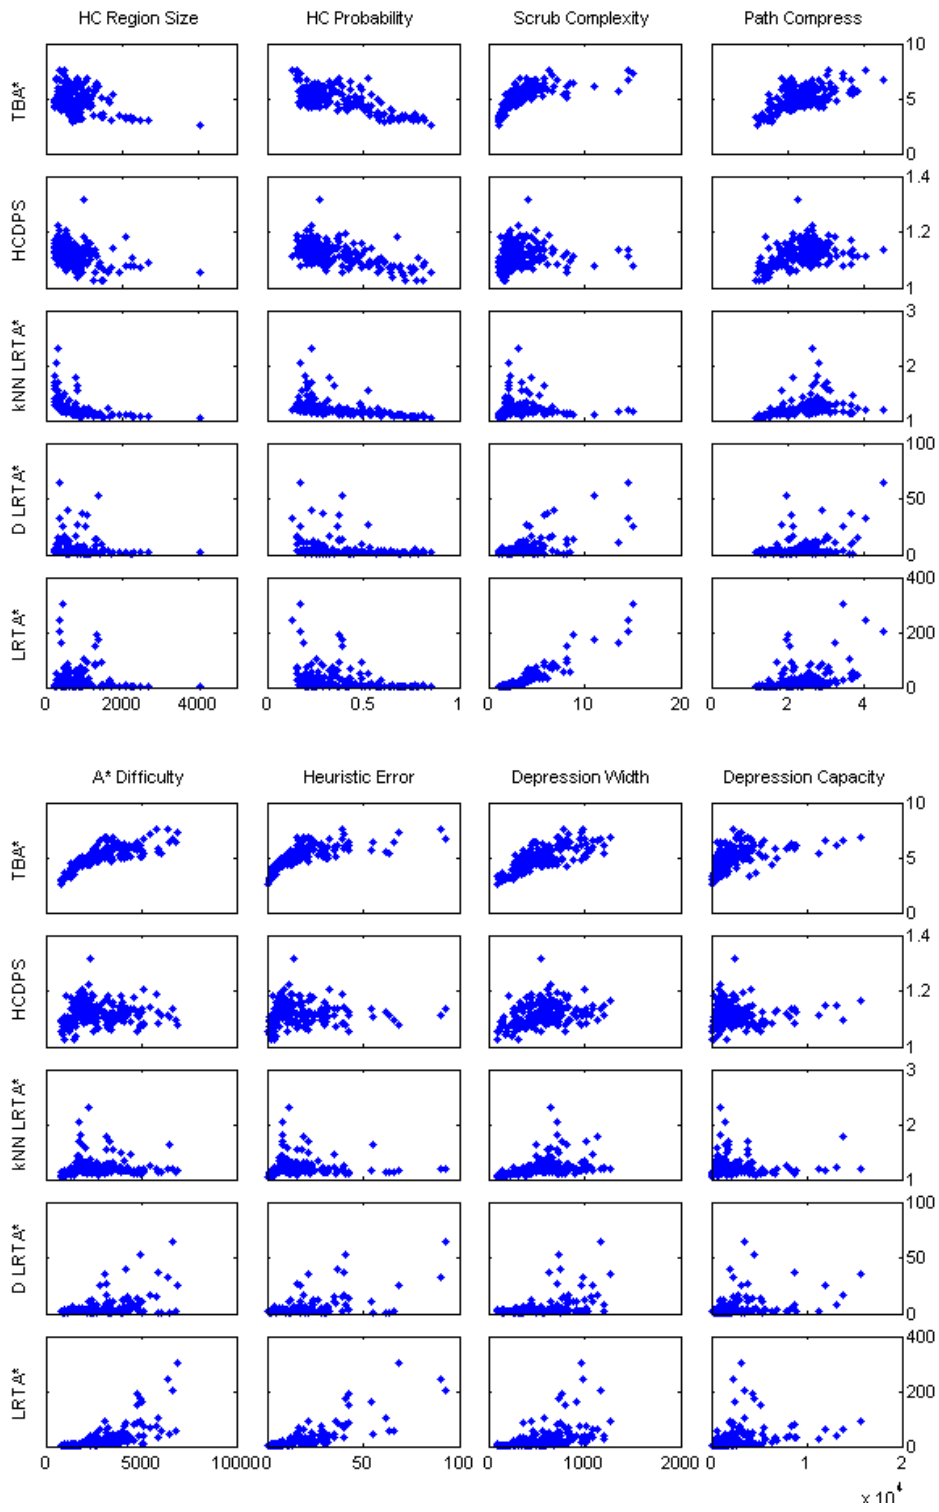 HC Region Size HC Probability Scrub Complexity Path Compress
TBA*
10
5
0
HCDPS
1.4
1.2
1
kNN LRTA*
3
2
1
D LRTA*
100
50
0
LRTA*
400
200
0
0 2000 4000 0 0.5 1 0 10 20 0 2 4
A* Difficulty Heuristic Error Depression Width Depression Capacity
TBA*
10
5
0
HCDPS
1.4
1.2
1
kNN LRTA*
3
2
1
D LRTA*
100
50
0
LRTA*
400
200
0
0 5000 10000 0 50 100 0 1000 2000 0 1 2
x 10⁴